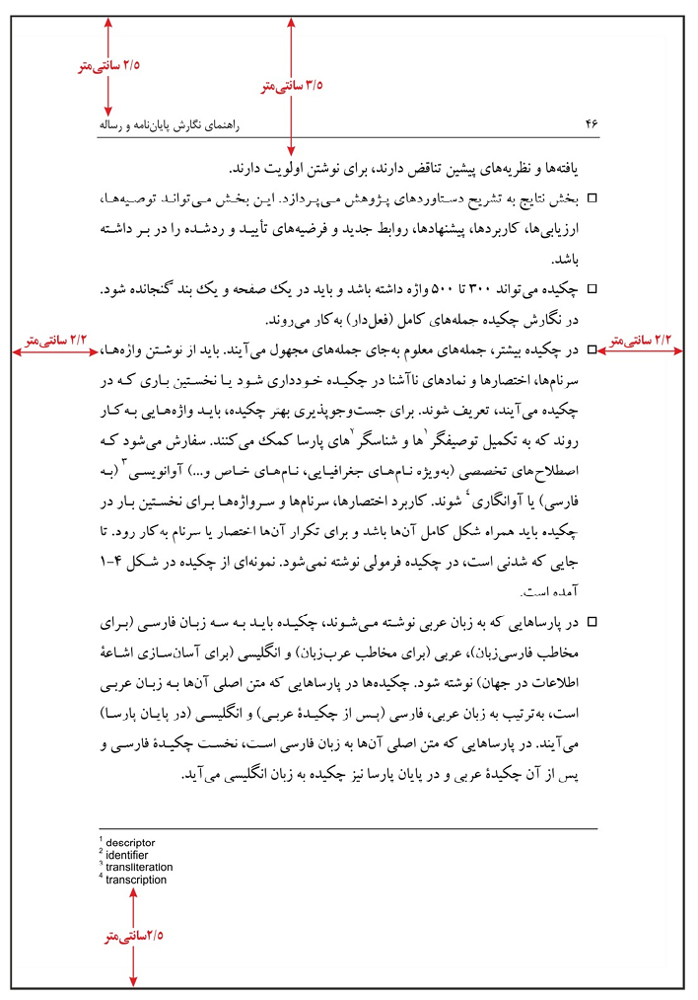 ۲/۵ سانتی‌متر
۳/۵ سانتی‌متر
۴۶
راهنمای نگارش پایان‌نامه و رساله
یافته‌ها و نظریه‌های پیشین تناقض دارند، برای نوشتن اولویت دارند.
□ بخش نتایج به تشریح دستاوردهای پژوهش می‌پردازد. این بخش می‌تواند توصیه‌ها،
ارزیابی‌ها، کاربردها، پیشنهادها، روابط جدید و فرضیه‌های تأیید و ردشده را در بر داشته
باشد.
□ چکیده می‌تواند ۳۰۰ تا ۵۰۰ واژه داشته باشد و باید در یک صفحه و یک بند گنجانده شود.
در نگارش چکیده جمله‌های کامل (فعل‌دار) به‌کار می‌روند.
۲/۲ سانتی‌متر
□ در چکیده بیشتر، جمله‌های معلوم به‌جای جمله‌های مجهول می‌آیند. باید از نوشتن واژه‌ها،
۲/۲ سانتی‌متر
سرنام‌ها، اختصارها و نمادهای ناآشنا در چکیده خودداری شود یا نخستین باری که در
چکیده می‌آیند، تعریف شوند. برای جست‌وجوپذیری بهتر چکیده، باید واژه‌هایی به‌کار
روند که به تکمیل توصیفگر۱ها و شناسگر۲های پارسا کمک می‌کنند. سفارش می‌شود که
اصطلاح‌های تخصصی (به‌ویژه نام‌های جغرافیایی، نام‌های خاص و...) آوانویسی۳ (به
فارسی) یا آوانگاری۴ شوند. کاربرد اختصارها، سرنام‌ها و سرواژه‌ها برای نخستین بار در
چکیده باید همراه شکل کامل آن‌ها باشد و برای تکرار آن‌ها اختصار یا سرنام به‌کار رود. تا
جایی که شدنی است، در چکیده فرمولی نوشته نمی‌شود. نمونه‌ای از چکیده در شکل ۴-۱
آمده است.
□ در پارساهایی که به زبان عربی نوشته می‌شوند، چکیده باید به سه زبان فارسی (برای
مخاطب فارسی‌زبان)، عربی (برای مخاطب عرب‌زبان) و انگلیسی (برای آسان‌سازی اشاعهٔ
اطلاعات در جهان) نوشته شود. چکیده‌ها در پارساهایی که متن اصلی آن‌ها به زبان عربی
است، به‌ترتیب به زبان عربی، فارسی (پس از چکیدهٔ عربی) و انگلیسی (در پایان پارسا)
می‌آیند. در پارساهایی که متن اصلی آن‌ها به زبان فارسی است، نخست چکیدهٔ فارسی و
پس از آن چکیدهٔ عربی و در پایان پارسا نیز چکیده به زبان انگلیسی می‌آید.
1 descriptor
2 identifier
3 transliteration
4 transcription
۲/۵سانتی‌متر